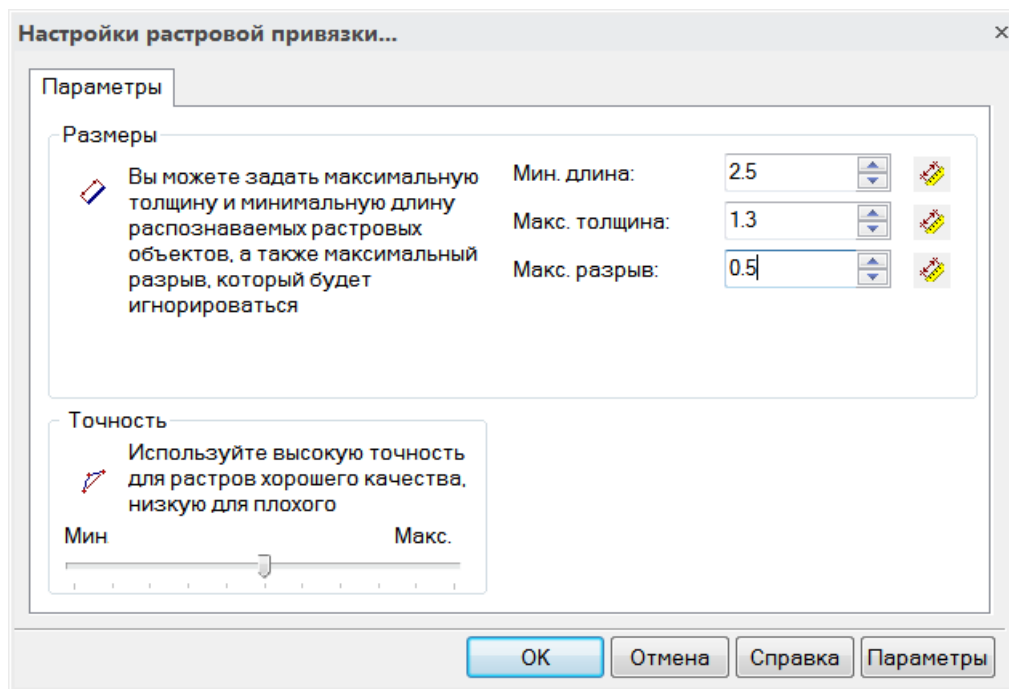 Настройки растровой привязки...
Параметры
Размеры
Вы можете задать максимальную
толщину и минимальную длину
распознаваемых растровых
объектов, а также максимальный
разрыв, который будет
игнорироваться
Мин. длина: 2.5
Макс. толщина: 1.3
Макс. разрыв: 0.5
Точность
Используйте высокую точность
для растров хорошего качества,
низкую для плохого
Мин Макс.
OK Отмена Справка Параметры